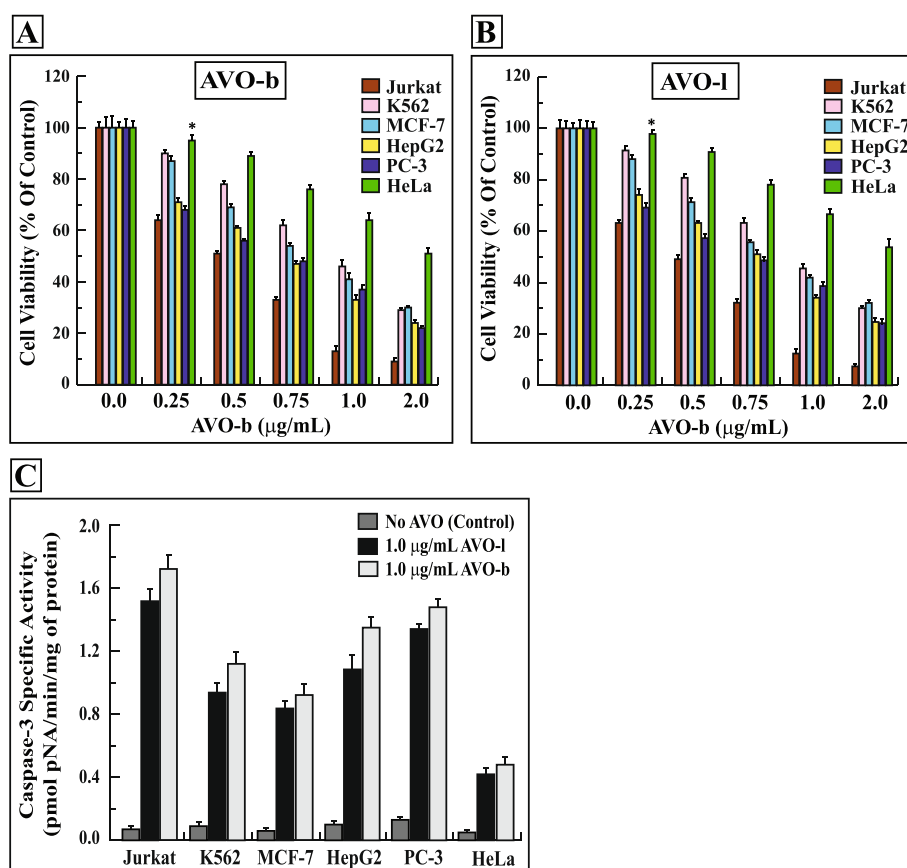 A
AVO-b
Cell Viability (% Of Control)
120
100
80
60
40
20
0
Jurkat
K562
MCF-7
HepG2
PC-3
HeLa
*
0.0 0.25 0.5 0.75 1.0 2.0
AVO-b (µg/mL)
B
AVO-l
Cell Viability (% Of Control)
120
100
80
60
40
20
0
Jurkat
K562
MCF-7
HepG2
PC-3
HeLa
*
0.0 0.25 0.5 0.75 1.0 2.0
AVO-b (µg/mL)
C
Caspase-3 Specific Activity
(pmol pNA/min/mg of protein)
2.0
1.6
1.2
0.8
0.4
0.0
No AVO (Control)
1.0 µg/mL AVO-l
1.0 µg/mL AVO-b
Jurkat K562 MCF-7 HepG2 PC-3 HeLa